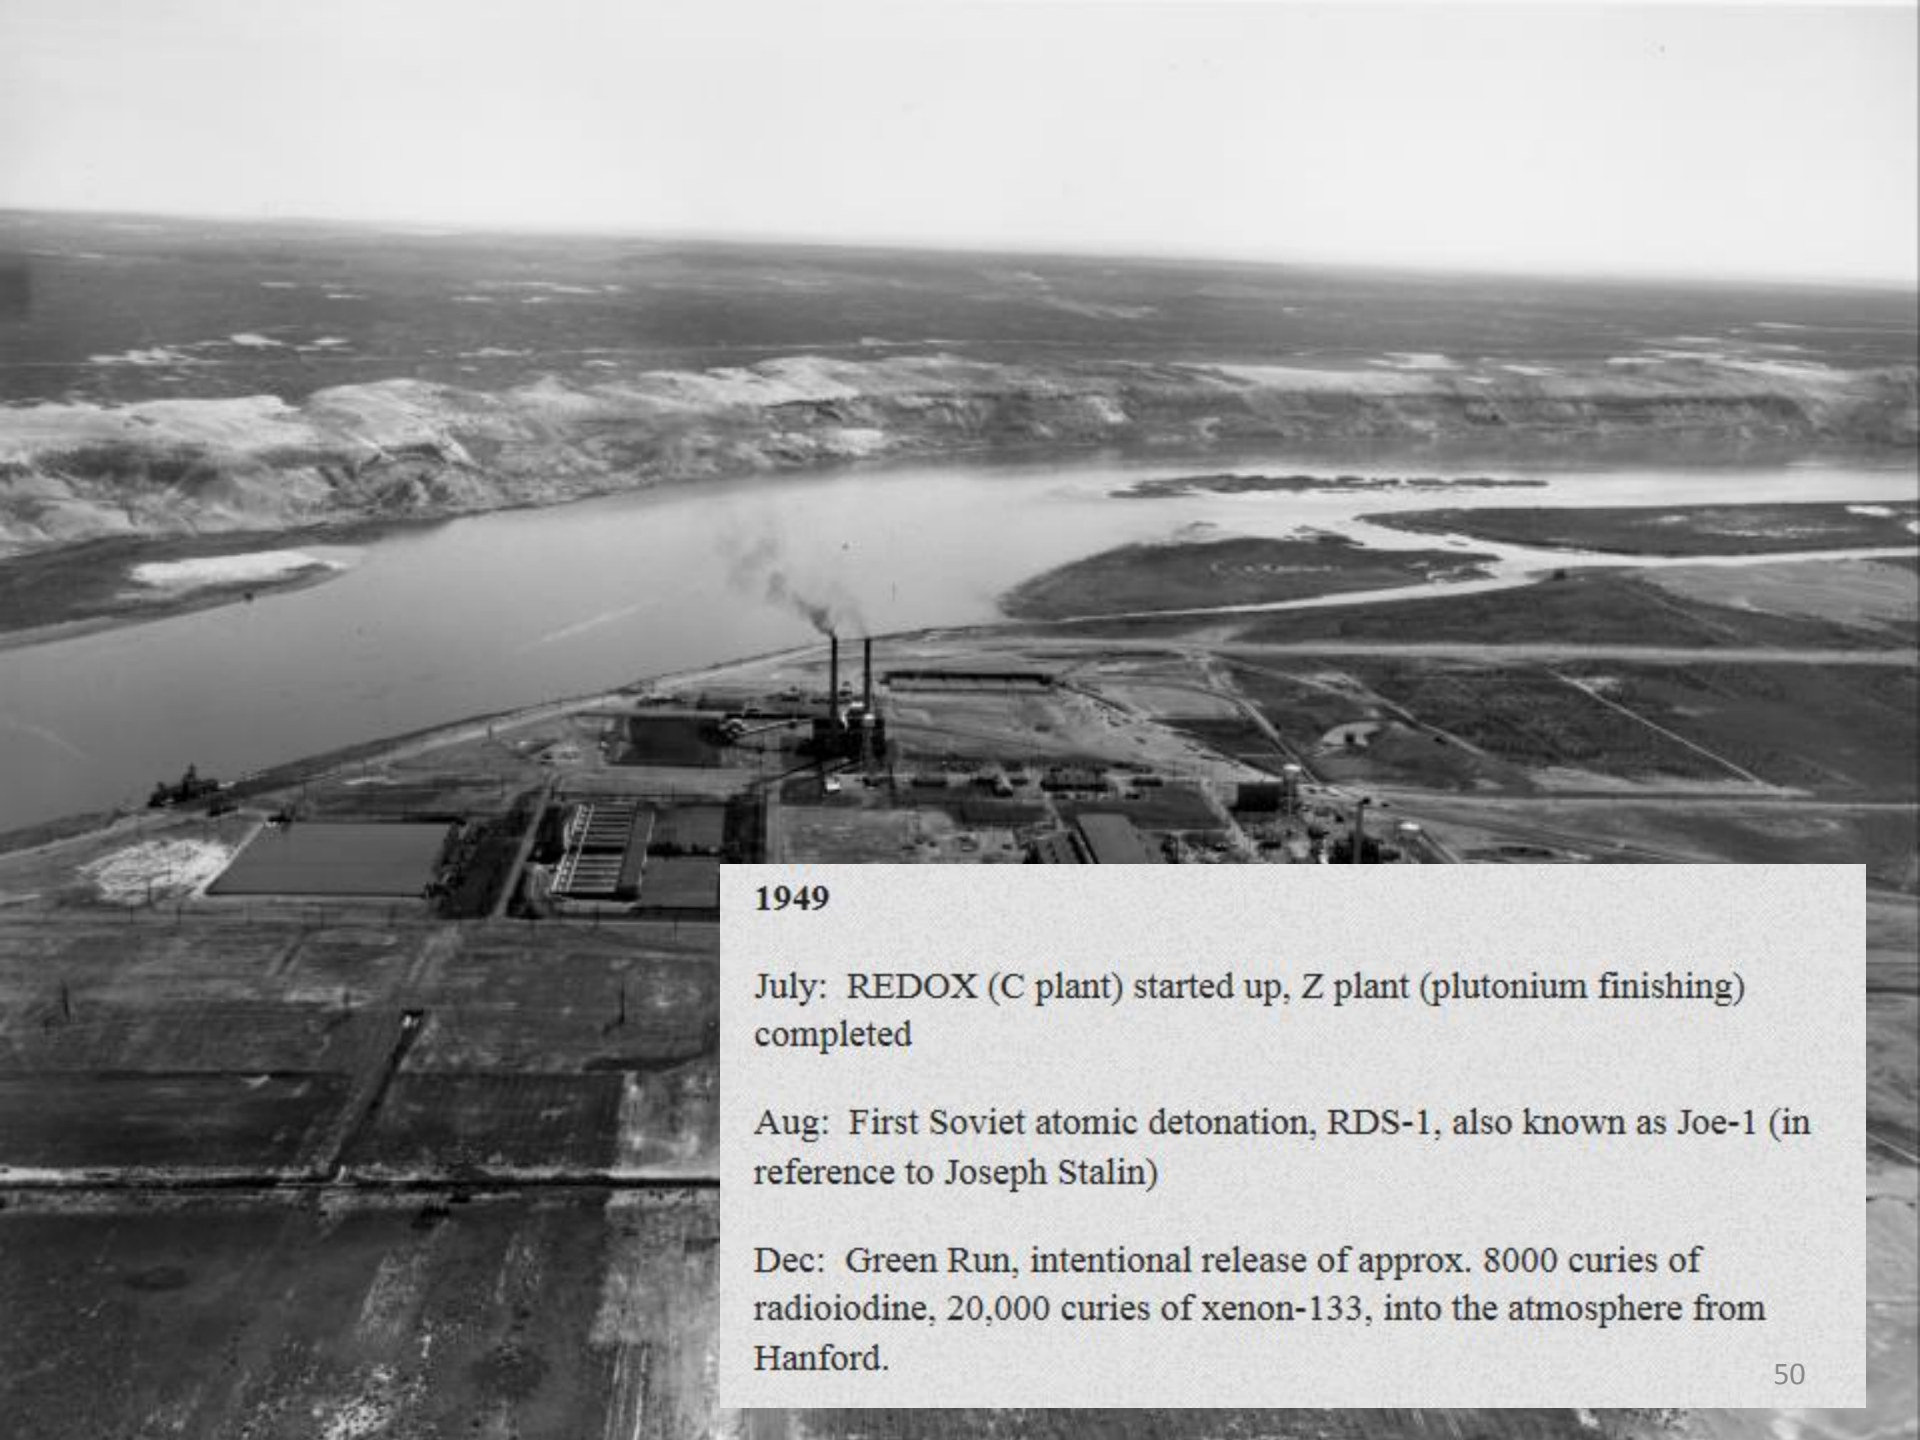 1949
July:  REDOX (C plant) started up, Z plant (plutonium finishing)
completed
Aug:  First Soviet atomic detonation, RDS-1, also known as Joe-1 (in
reference to Joseph Stalin)
Dec:  Green Run, intentional release of approx. 8000 curies of
radioiodine, 20,000 curies of xenon-133, into the atmosphere from
Hanford.
50